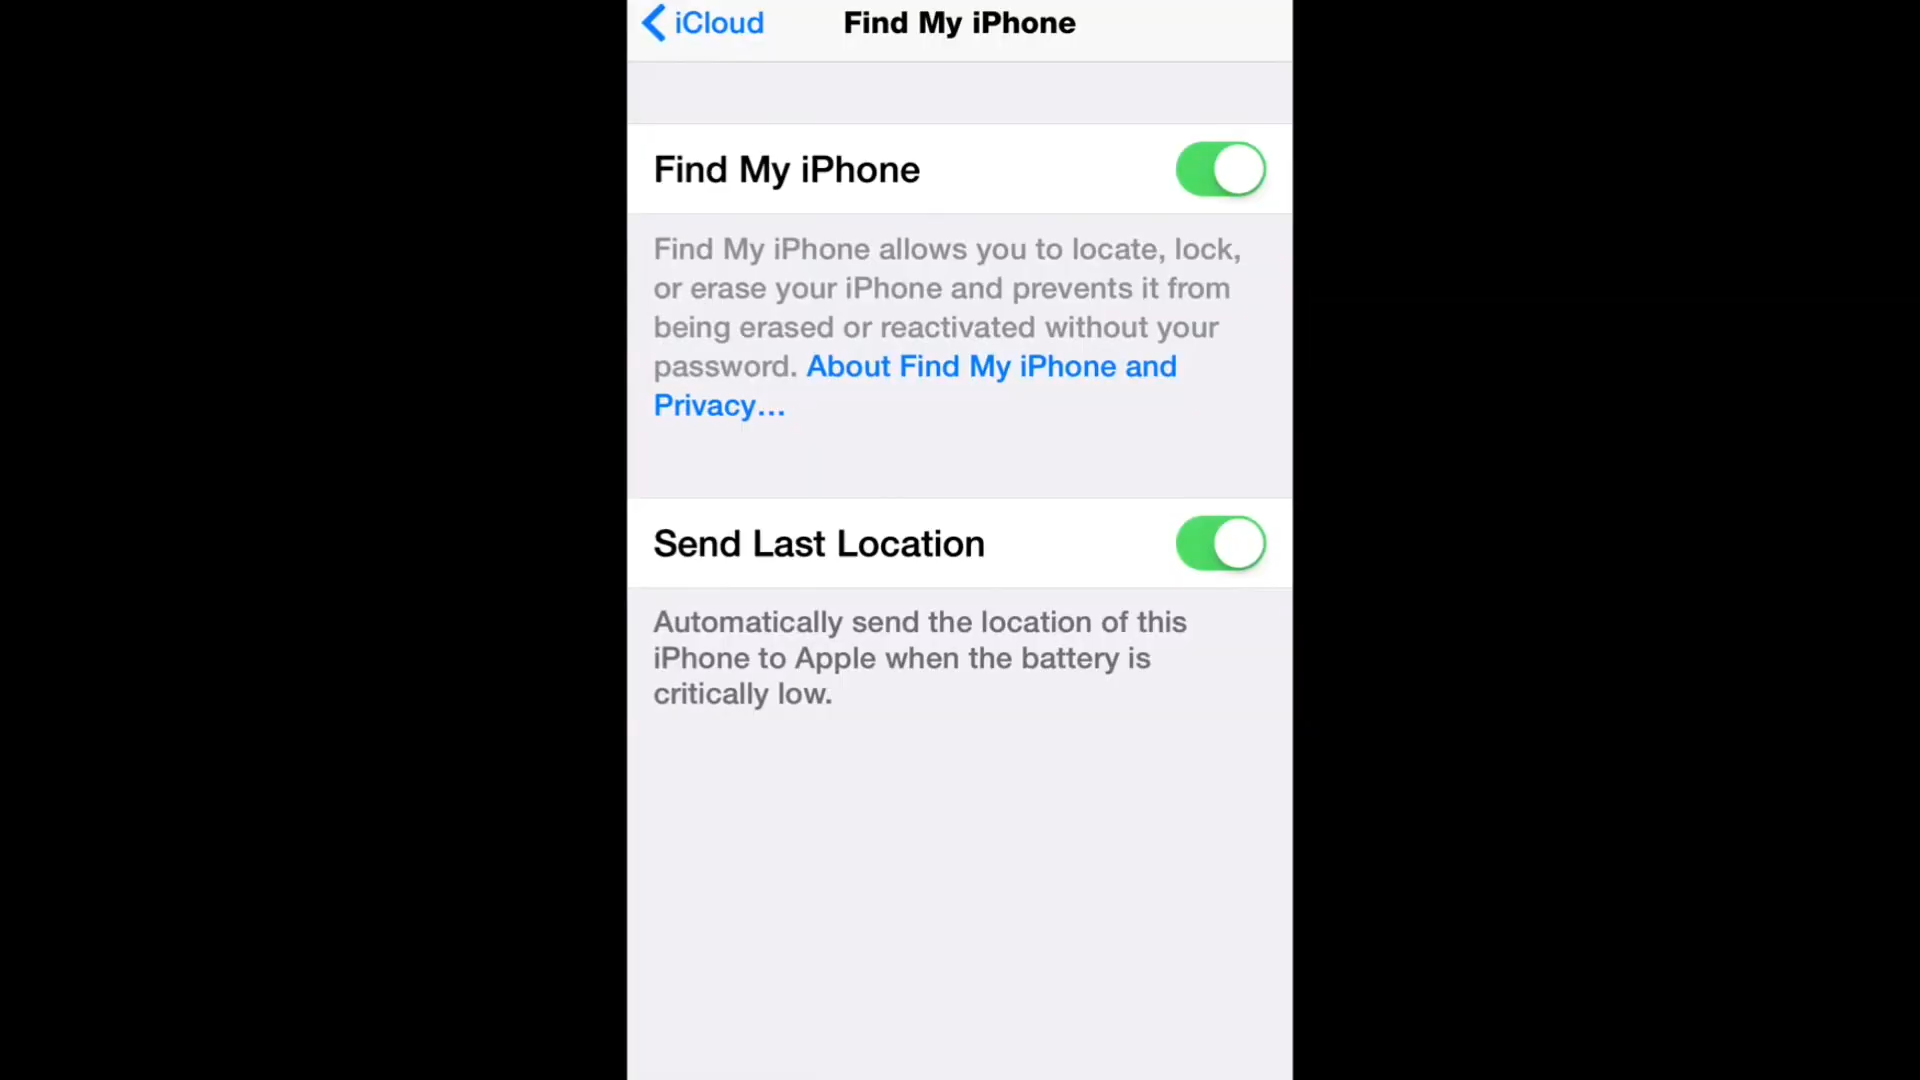 iCloud
Find My iPhone
Find My iPhone
Find My iPhone allows you to locate, lock,
or erase your iPhone and prevents it from
being erased or reactivated without your
password. About Find My iPhone and
Privacy...
Send Last Location
Automatically send the location of this
iPhone to Apple when the battery is
critically low.